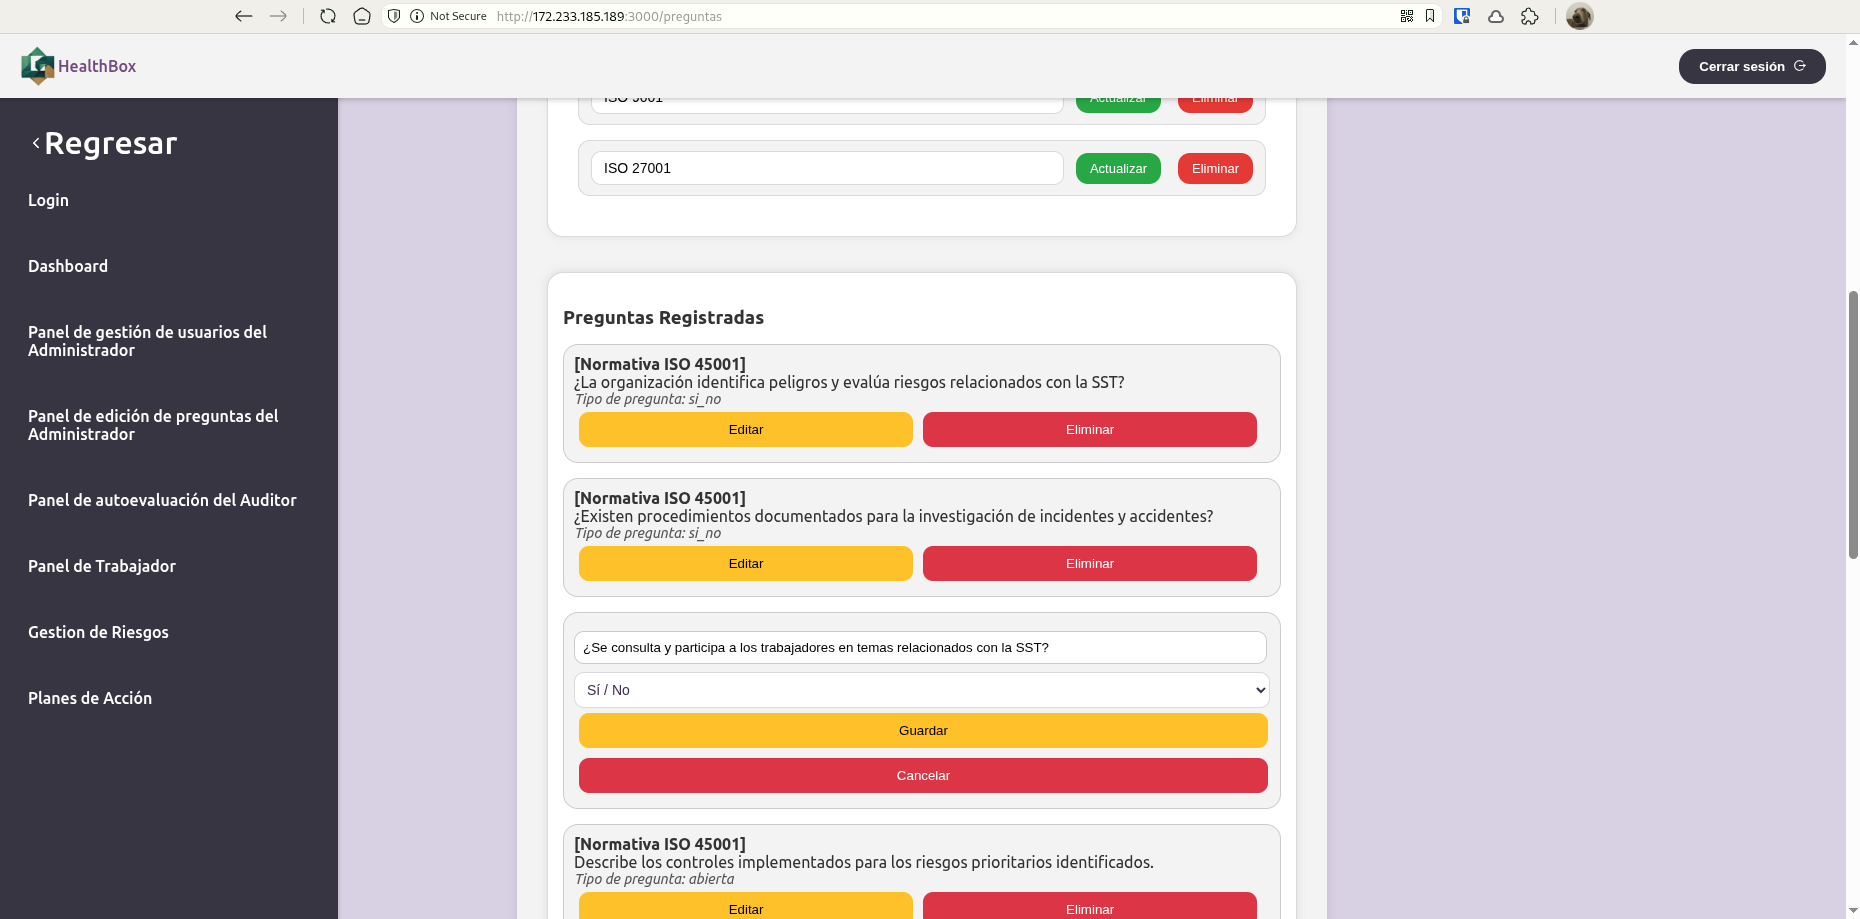 Not Secure http://172.233.185.189:3000/preguntas
HealthBox
Cerrar sesión
Regresar
Login
Dashboard
Panel de gestión de usuarios del
Administrador
Panel de edición de preguntas del
Administrador
Panel de autoevaluación del Auditor
Panel de Trabajador
Gestion de Riesgos
Planes de Acción
ISO 9001 Actualizar Eliminar
ISO 27001 Actualizar Eliminar
Preguntas Registradas
[Normativa ISO 45001]
¿La organización identifica peligros y evalúa riesgos relacionados con la SST?
Tipo de pregunta: si_no
Editar Eliminar
[Normativa ISO 45001]
¿Existen procedimientos documentados para la investigación de incidentes y accidentes?
Tipo de pregunta: si_no
Editar Eliminar
¿Se consulta y participa a los trabajadores en temas relacionados con la SST?
Sí / No
Guardar
Cancelar
[Normativa ISO 45001]
Describe los controles implementados para los riesgos prioritarios identificados.
Tipo de pregunta: abierta
Editar Eliminar